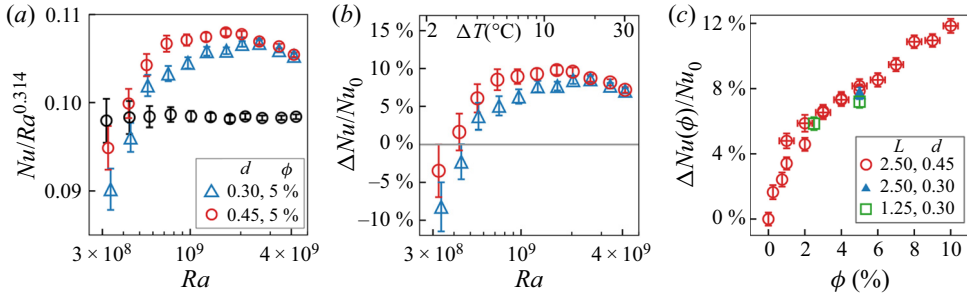 (a)
Nu/Ra^0.314
0.11
0.10
0.09
d ϕ
0.30, 5 %
0.45, 5 %
3 × 10^8 10^9 4 × 10^9
Ra
(b)
ΔNu/Nu_0
2 ΔT(°C) 10 30
15 %
10 %
5 %
0 %
−5 %
−10 %
3 × 10^8 10^9 4 × 10^9
Ra
(c)
ΔNu(ϕ)/Nu_0
12 %
8 %
4 %
0 %
L d
2.50, 0.45
2.50, 0.30
1.25, 0.30
0 2 4 6 8 10
ϕ (%)